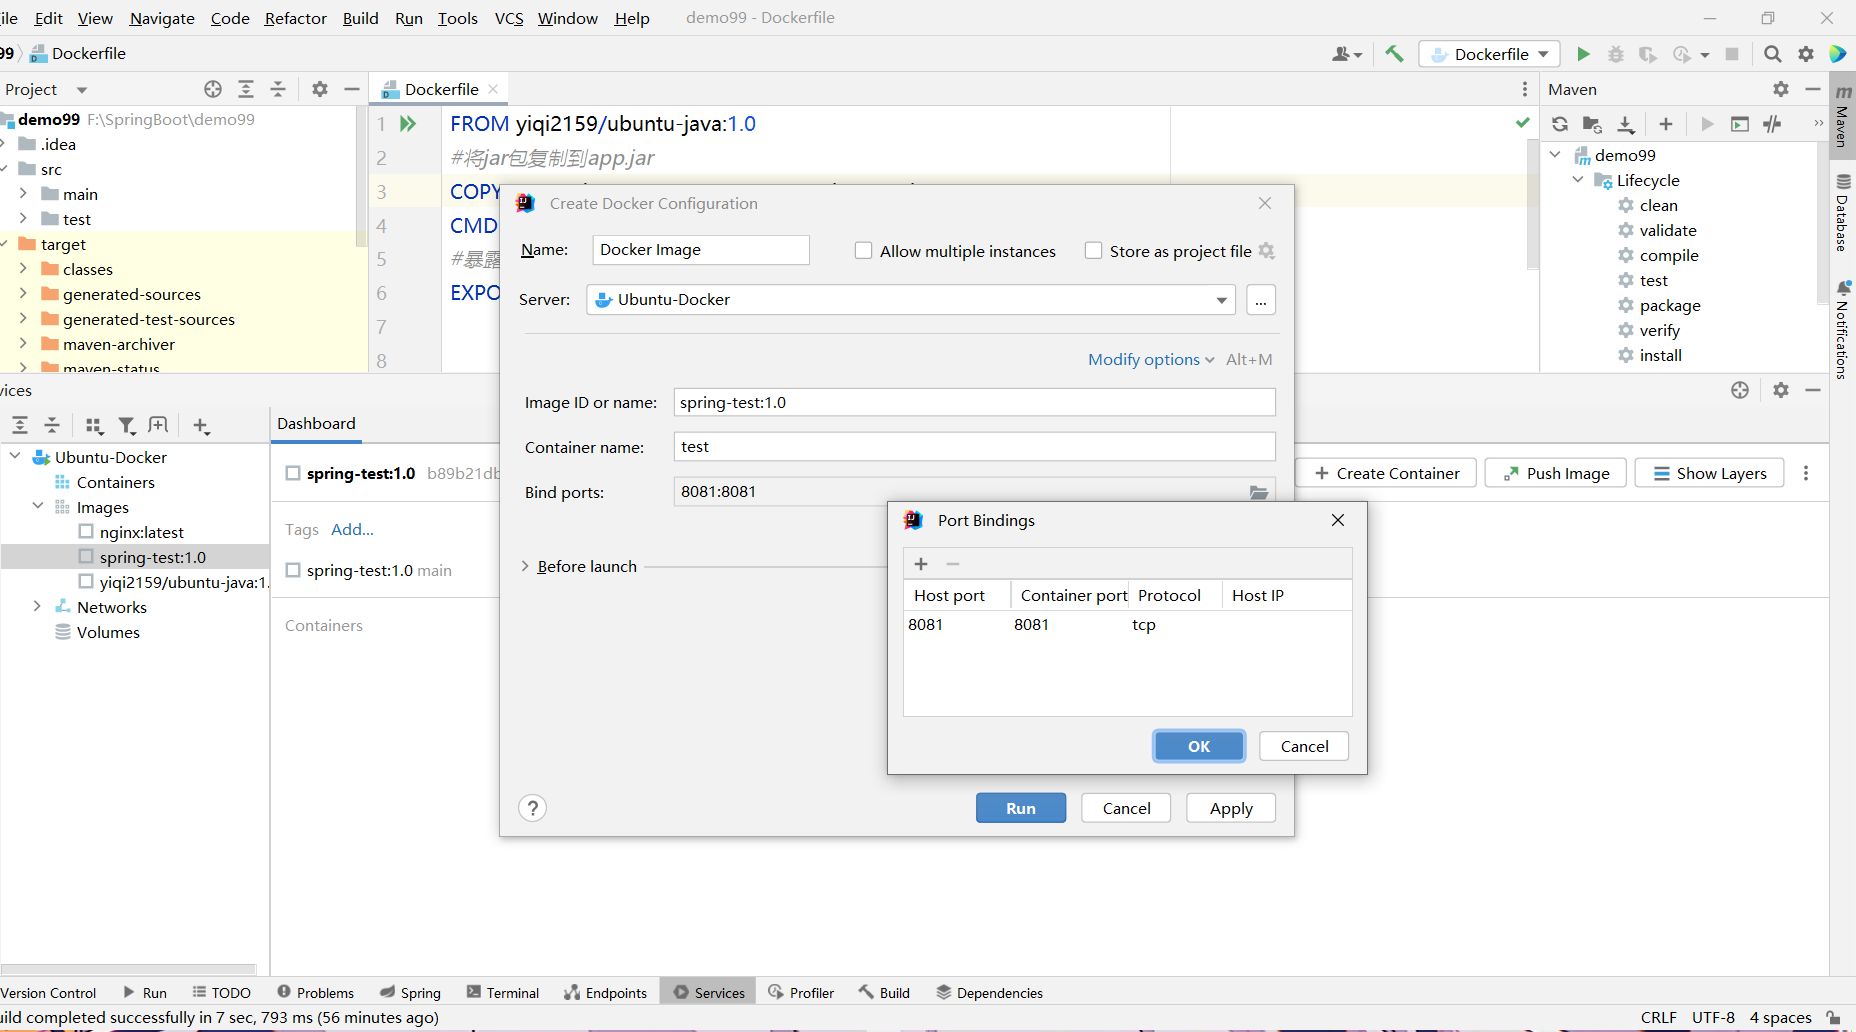 ile Edit View Navigate Code Refactor Build Run Tools VCS Window Help demo99 - Dockerfile
99 Dockerfile
Dockerfile
Project
Dockerfile
Maven
demo99 F:\SpringBoot\demo99
.idea
src
main
test
target
classes
generated-sources
generated-test-sources
maven-archiver
maven-status
1 FROM yiqi2159/ubuntu-java:1.0
2 #将jar包复制到app.jar
3 COPY
4 CMD
5 #暴露
6 EXPO
7
8
demo99
Lifecycle
clean
validate
compile
test
package
verify
install
m Maven
Database
Notifications
Create Docker Configuration
Name: Docker Image Allow multiple instances Store as project file
Server: Ubuntu-Docker ...
Modify options Alt+M
Image ID or name: spring-test:1.0
Container name: test
Bind ports: 8081:8081
Before launch
? Run Cancel Apply
Port Bindings
Host port Container port Protocol Host IP
8081 8081 tcp
OK Cancel
vices
Ubuntu-Docker
Containers
Images
nginx:latest
spring-test:1.0
yiqi2159/ubuntu-java:1.
Networks
Volumes
Dashboard
spring-test:1.0 b89b21db
Create Container Push Image Show Layers
Tags Add...
spring-test:1.0 main
Containers
Version Control Run TODO Problems Spring Terminal Endpoints Services Profiler Build Dependencies
uild completed successfully in 7 sec, 793 ms (56 minutes ago) CRLF UTF-8 4 spaces